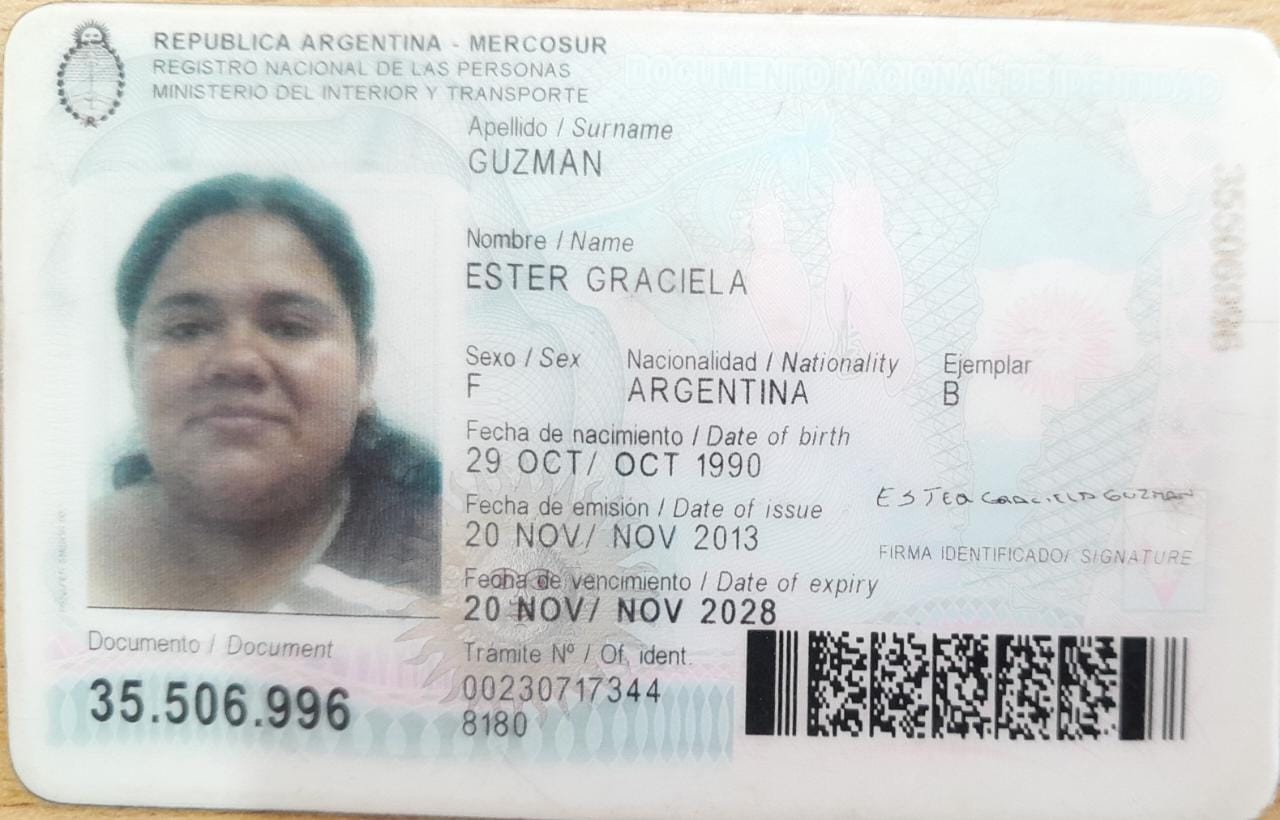 REPUBLICA ARGENTINA - MERCOSUR
REGISTRO NACIONAL DE LAS PERSONAS
MINISTERIO DEL INTERIOR Y TRANSPORTE
DOCUMENTO NACIONAL DE IDENTIDAD
Apellido / Surname
GUZMAN
Nombre / Name
ESTER GRACIELA
Sexo / Sex Nacionalidad / Nationality Ejemplar
F ARGENTINA B
Fecha de nacimiento / Date of birth
29 OCT/ OCT 1990
Fecha de emisión / Date of issue
20 NOV/ NOV 2013
ESTER GRACIELA GUZMAN
FIRMA IDENTIFICADO/ SIGNATURE
Fecha de vencimiento / Date of expiry
20 NOV/ NOV 2028
Documento / Document
35.506.996
Trámite Nº / Of. ident.
00230717344
8180
35506996